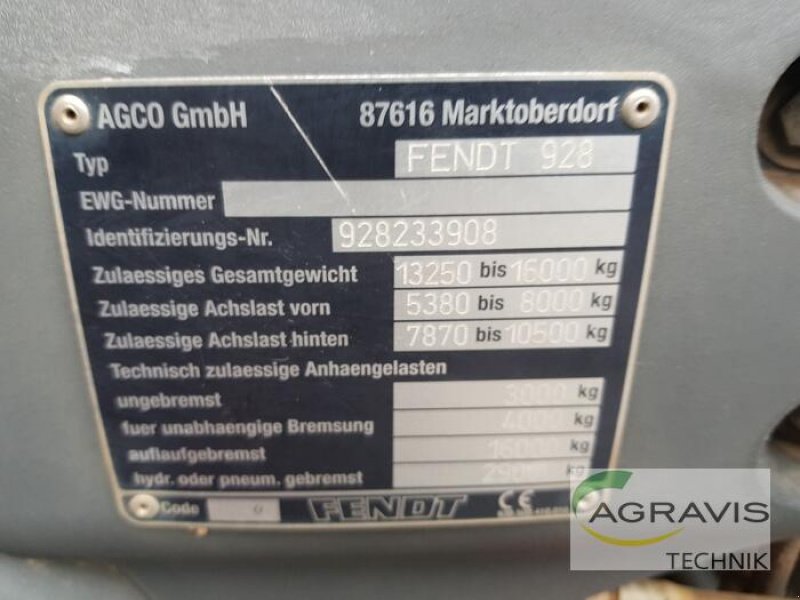 AGCO GmbH 87616 Marktoberdorf
Typ FENDT 928
EWG-Nummer
Identifizierungs-Nr. 928233908
Zulaessiges Gesamtgewicht 13250 bis 16000 kg
Zulaessige Achslast vorn 5380 bis 8000 kg
Zulaessige Achslast hinten 7870 bis 10500 kg
Technisch zulaessige Anhaengelasten
ungebremst 3000 kg
fuer unabhaengige Bremsung 4000 kg
auflaufgebremst 16000 kg
hydr. oder pneum. gebremst kg
Code 0 FENDT CE
AGRAVIS
TECHNIK